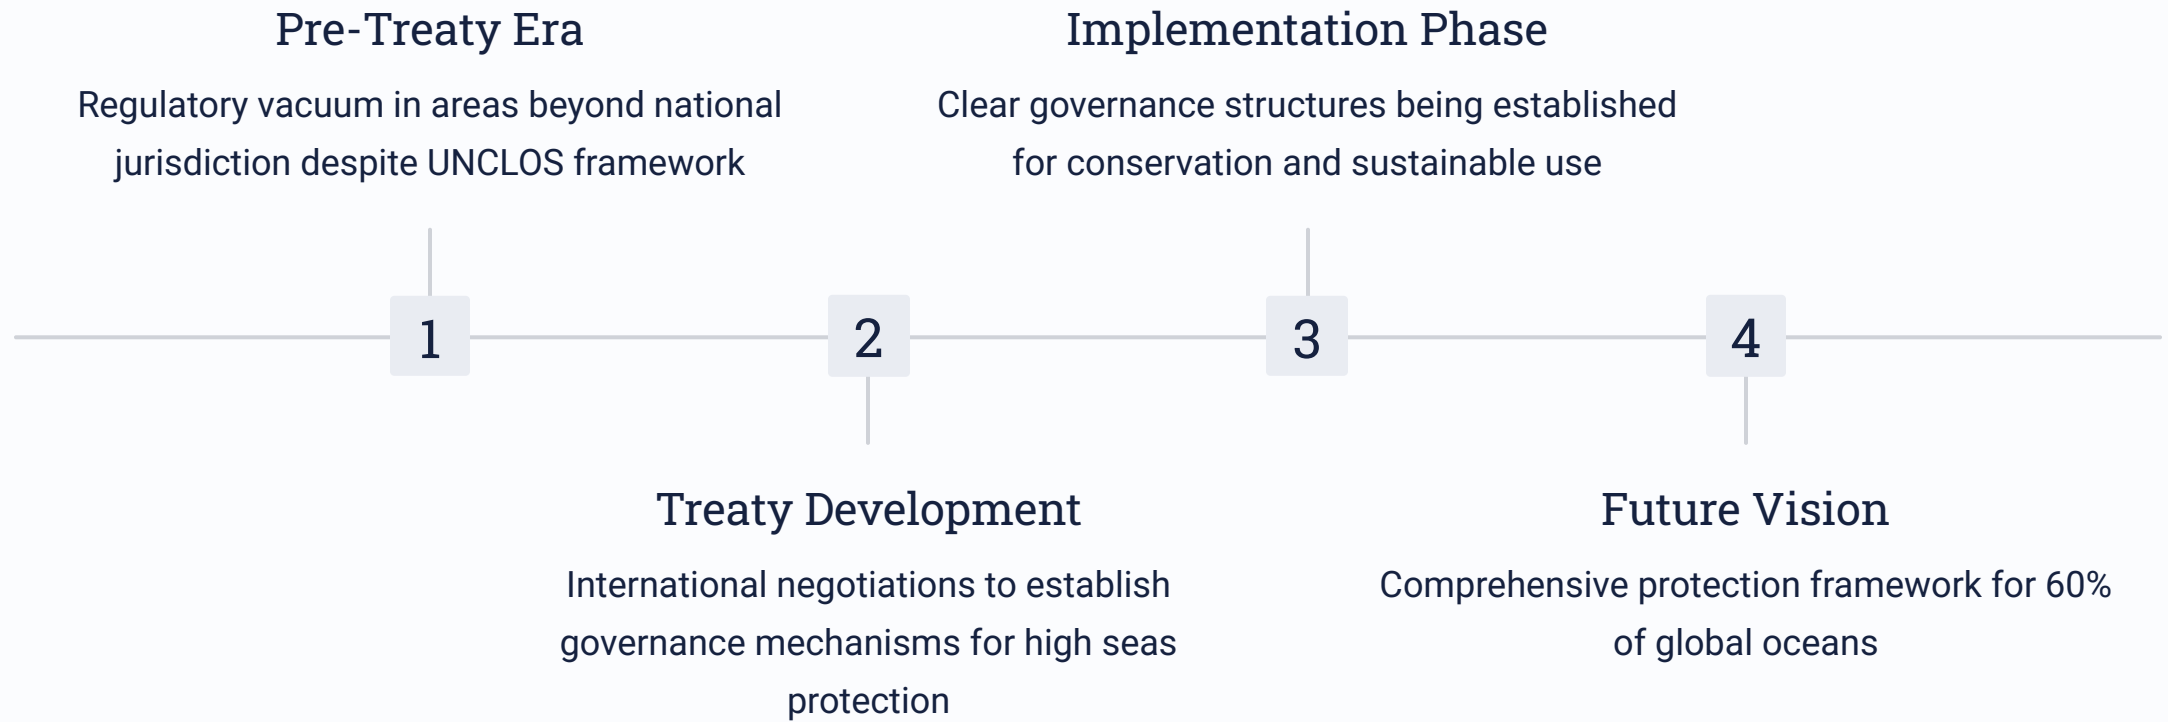 Pre-Treaty Era
Regulatory vacuum in areas beyond national
jurisdiction despite UNCLOS framework
Implementation Phase
Clear governance structures being established
for conservation and sustainable use
1
2
3
4
Treaty Development
International negotiations to establish
governance mechanisms for high seas
protection
Future Vision
Comprehensive protection framework for 60%
of global oceans